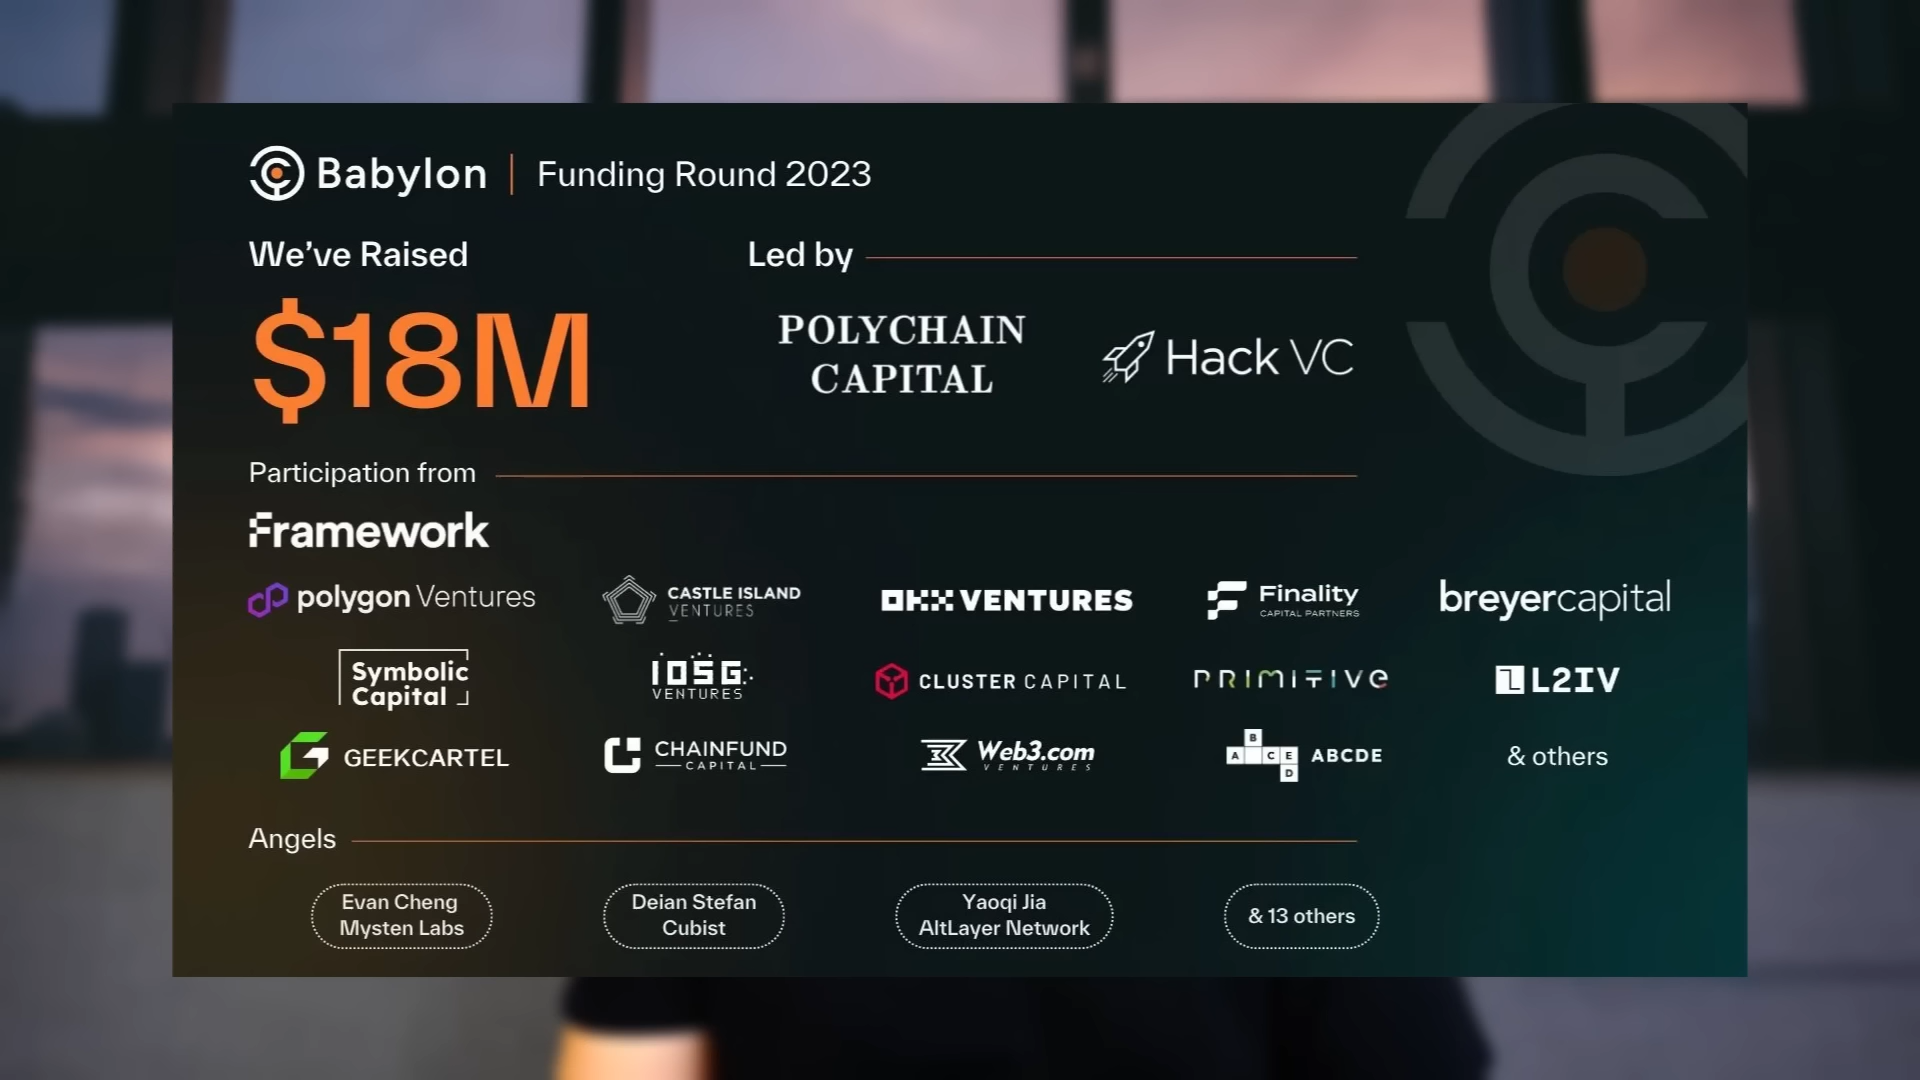 Babylon | Funding Round 2023
We've Raised
$18M
Led by
POLYCHAIN
CAPITAL
Hack VC
Participation from
Framework
polygon Ventures
CASTLE ISLAND
VENTURES
OKX VENTURES
Finality
CAPITAL PARTNERS
breyercapital
Symbolic
Capital
IOSG
VENTURES
CLUSTER CAPITAL
PRIMITIVE
L2IV
GEEKCARTEL
CHAINFUND
CAPITAL
Web3.com
VENTURES
B
A C E
D
ABCDE
& others
Angels
Evan Cheng
Mysten Labs
Deian Stefan
Cubist
Yaoqi Jia
AltLayer Network
& 13 others